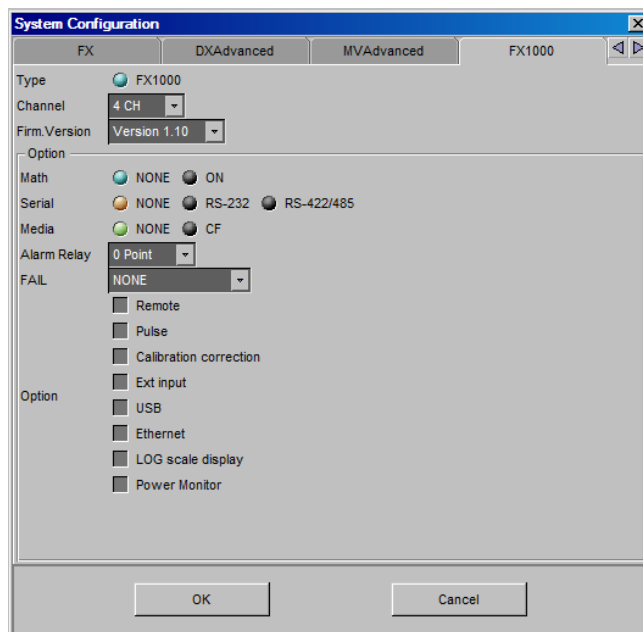 System Configuration
FX DXAdvanced MVAdvanced FX1000
Type FX1000
Channel 4 CH
Firm.Version Version 1.10
Option
Math NONE ON
Serial NONE RS-232 RS-422/485
Media NONE CF
Alarm Relay 0 Point
FAIL NONE
Remote
Pulse
Calibration correction
Ext input
Option
USB
Ethernet
LOG scale display
Power Monitor
OK Cancel